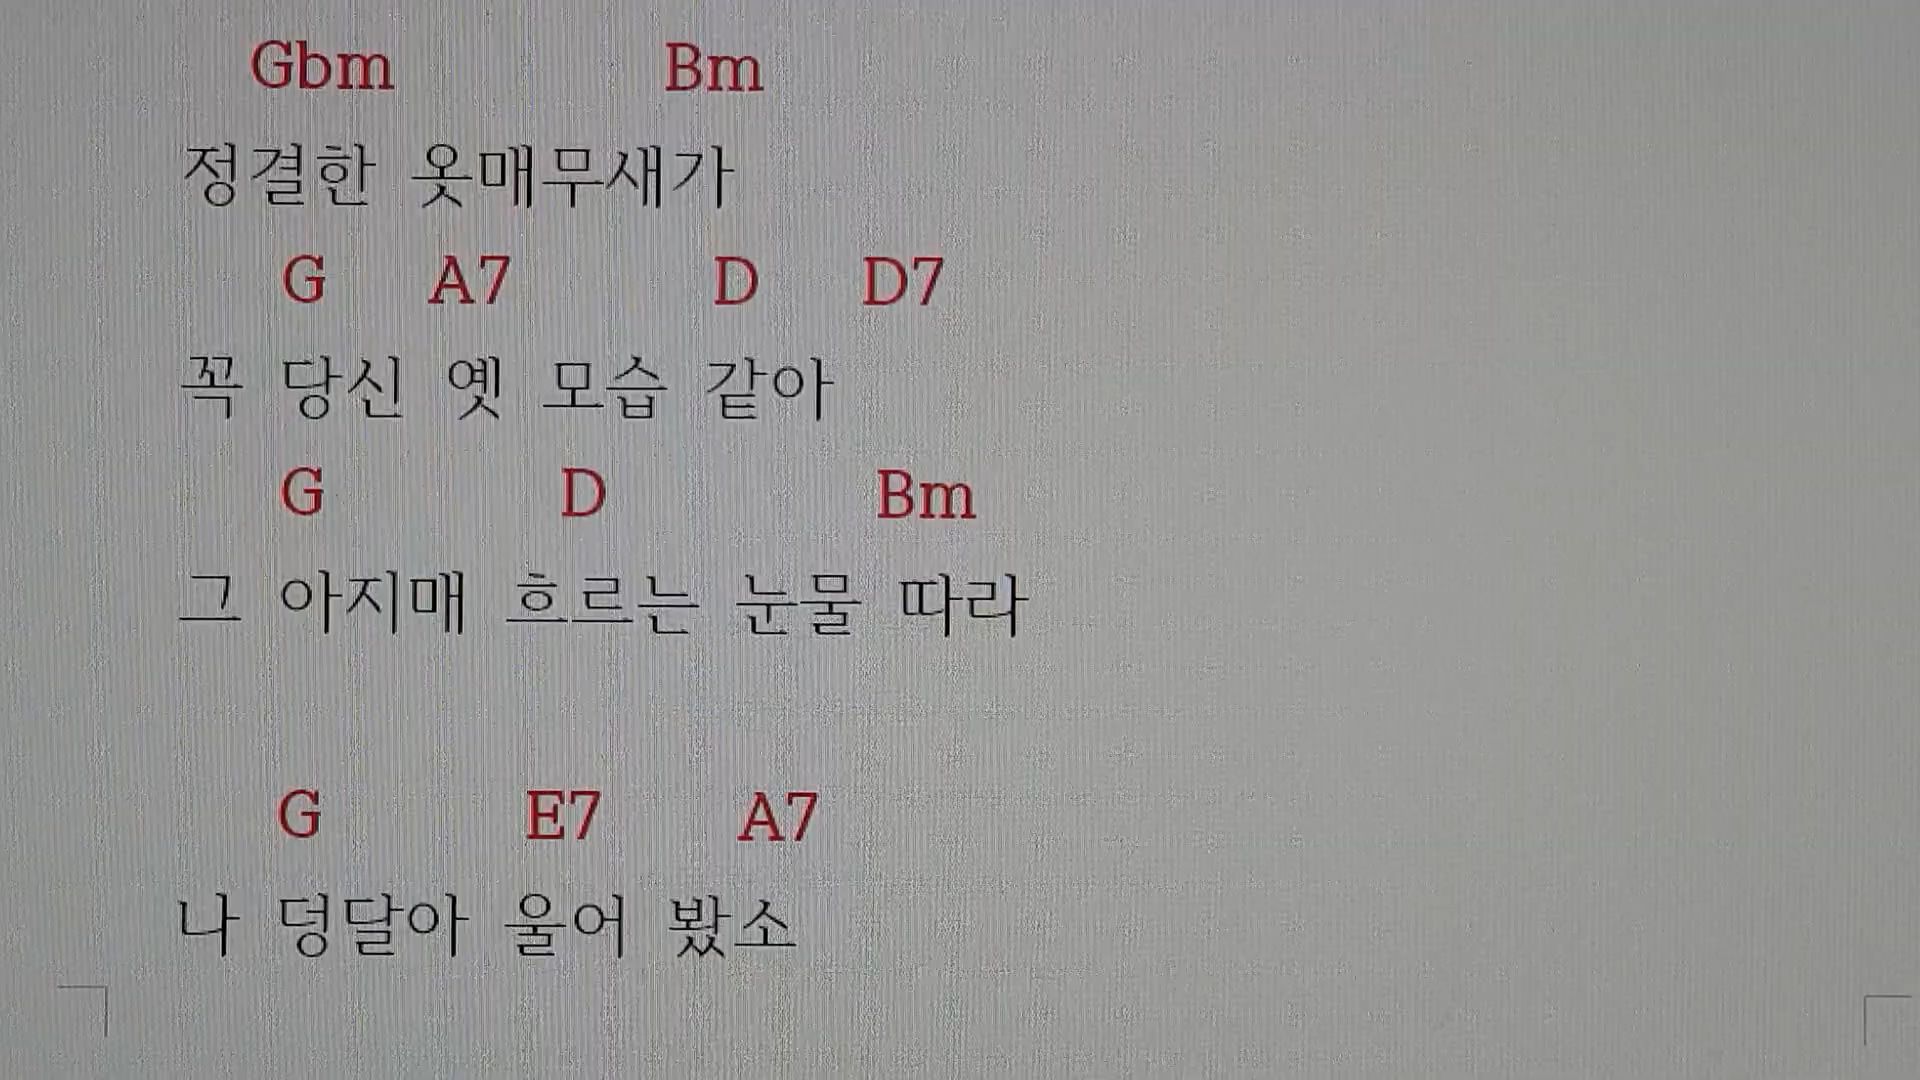 Gbm Bm
정결한 옷매무새가
G A7 D D7
꼭 당신 옛 모습 같아
G D Bm
그 아지매 흐르는 눈물 따라
G E7 A7
나 덩달아 울어 봤소